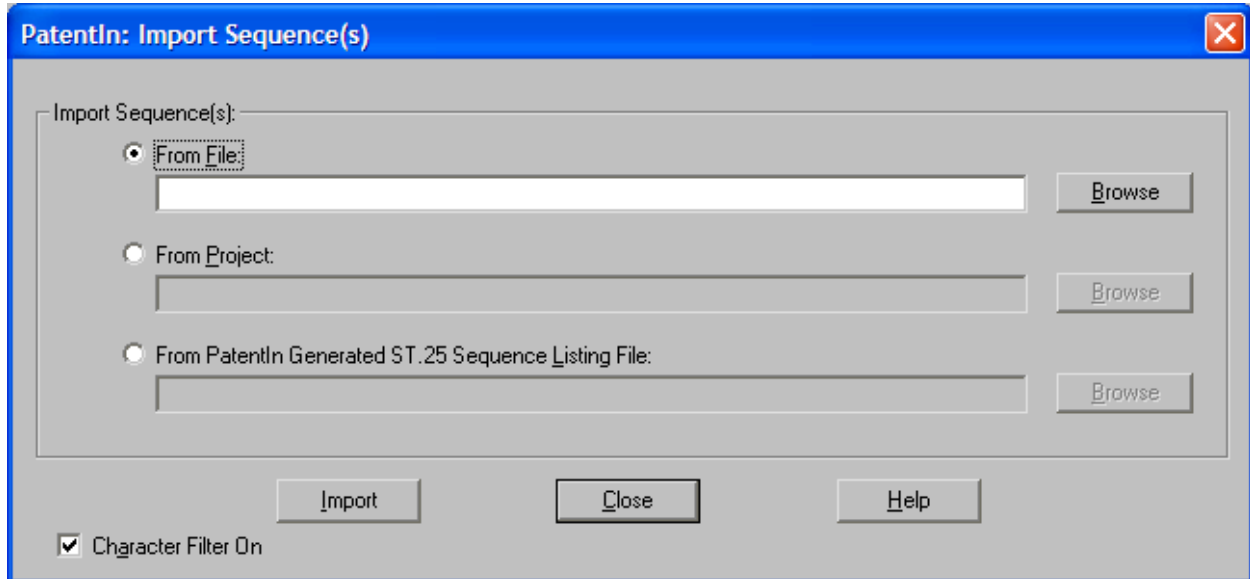 PatentIn: Import Sequence(s)
Import Sequence(s):
From File:
Browse
From Project:
Browse
From PatentIn Generated ST.25 Sequence Listing File:
Browse
Import Close Help
Character Filter On